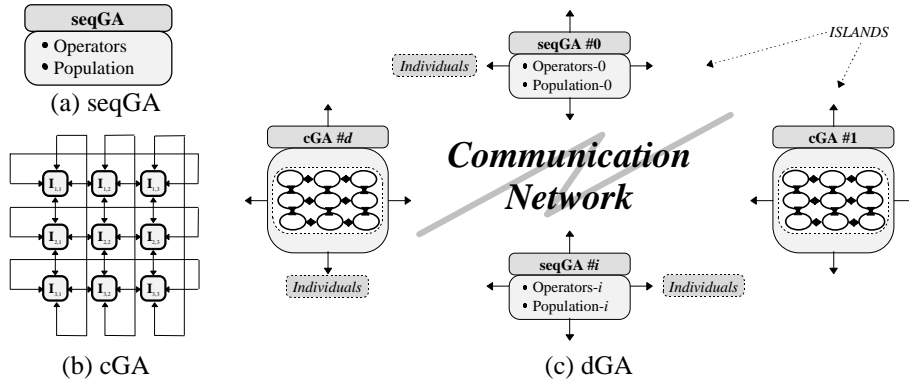 seqGA
• Operators
• Population
(a) seqGA
I1,1 I1,2 I1,3
I2,1 I2,2 I2,3
I3,1 I3,2 I3,3
(b) cGA
seqGA #0
• Operators-0
• Population-0
Individuals
ISLANDS
cGA #d
Communication
Network
cGA #1
seqGA #i
• Operators-i
• Population-i
Individuals
Individuals
(c) dGA